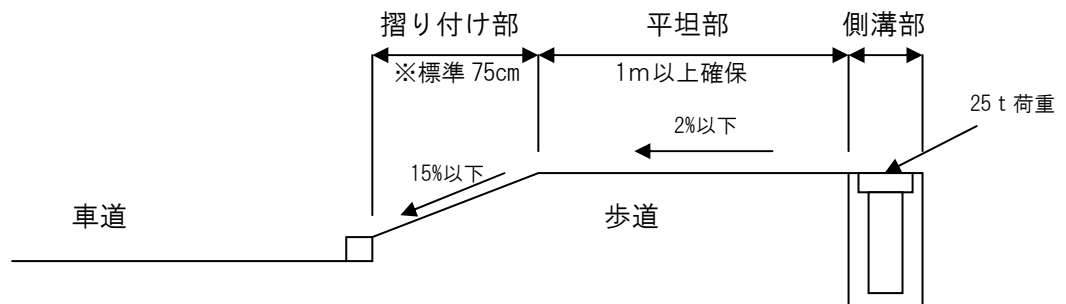 摺り付け部
平坦部
側溝部
※標準 75cm
1m以上確保
25t荷重
2%以下
15%以下
車道
歩道